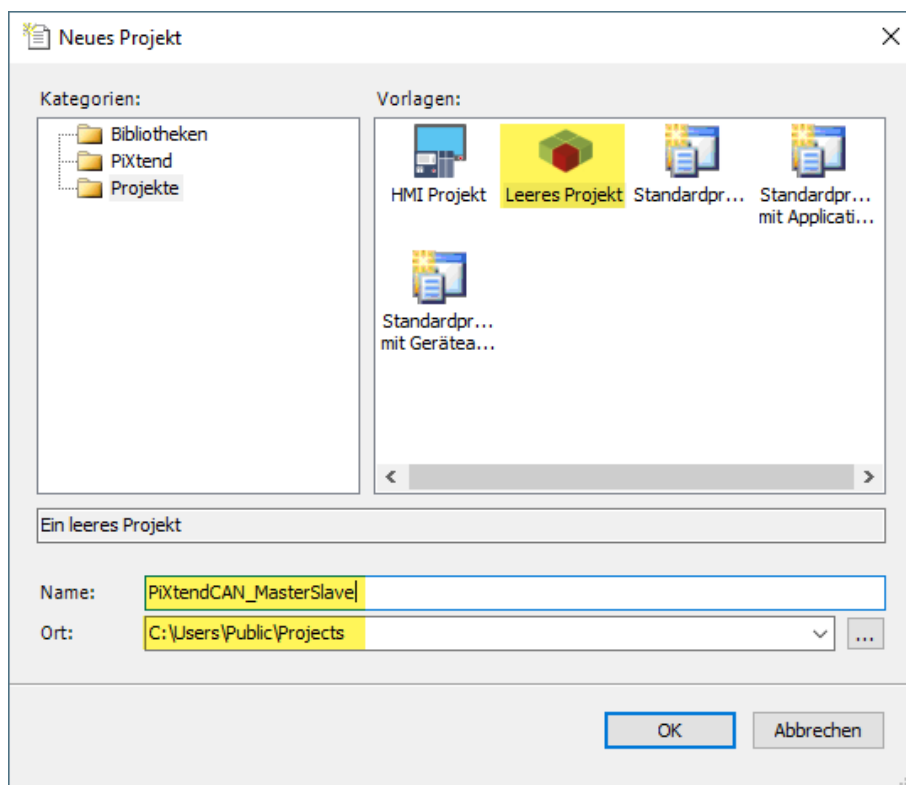 Neues Projekt
Kategorien:
Vorlagen:
Bibliotheken
PiXtend
Projekte
HMI Projekt
Leeres Projekt
Standardpr...
Standardpr...
mit Applicati...
Standardpr...
mit Gerätea...
Ein leeres Projekt
Name:
PiXtendCAN_MasterSlave
Ort:
C:\Users\Public\Projects
...
OK
Abbrechen